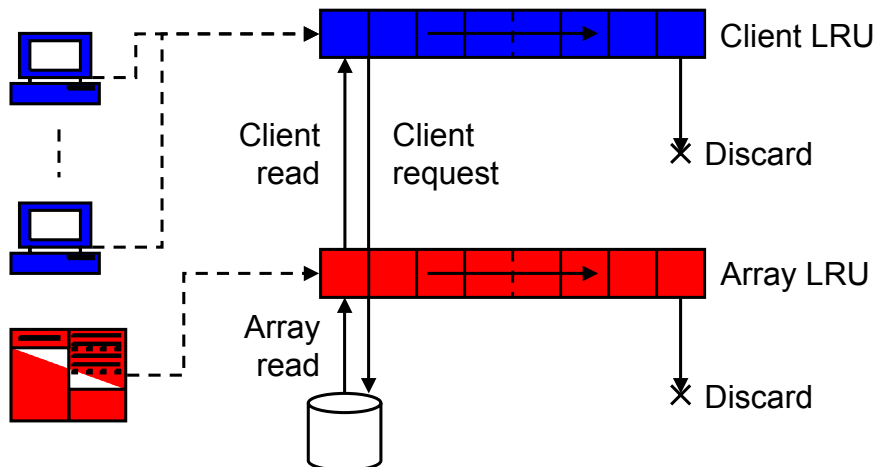 Client LRU
Client
read
Client
request
Discard
Array LRU
Array
read
Discard